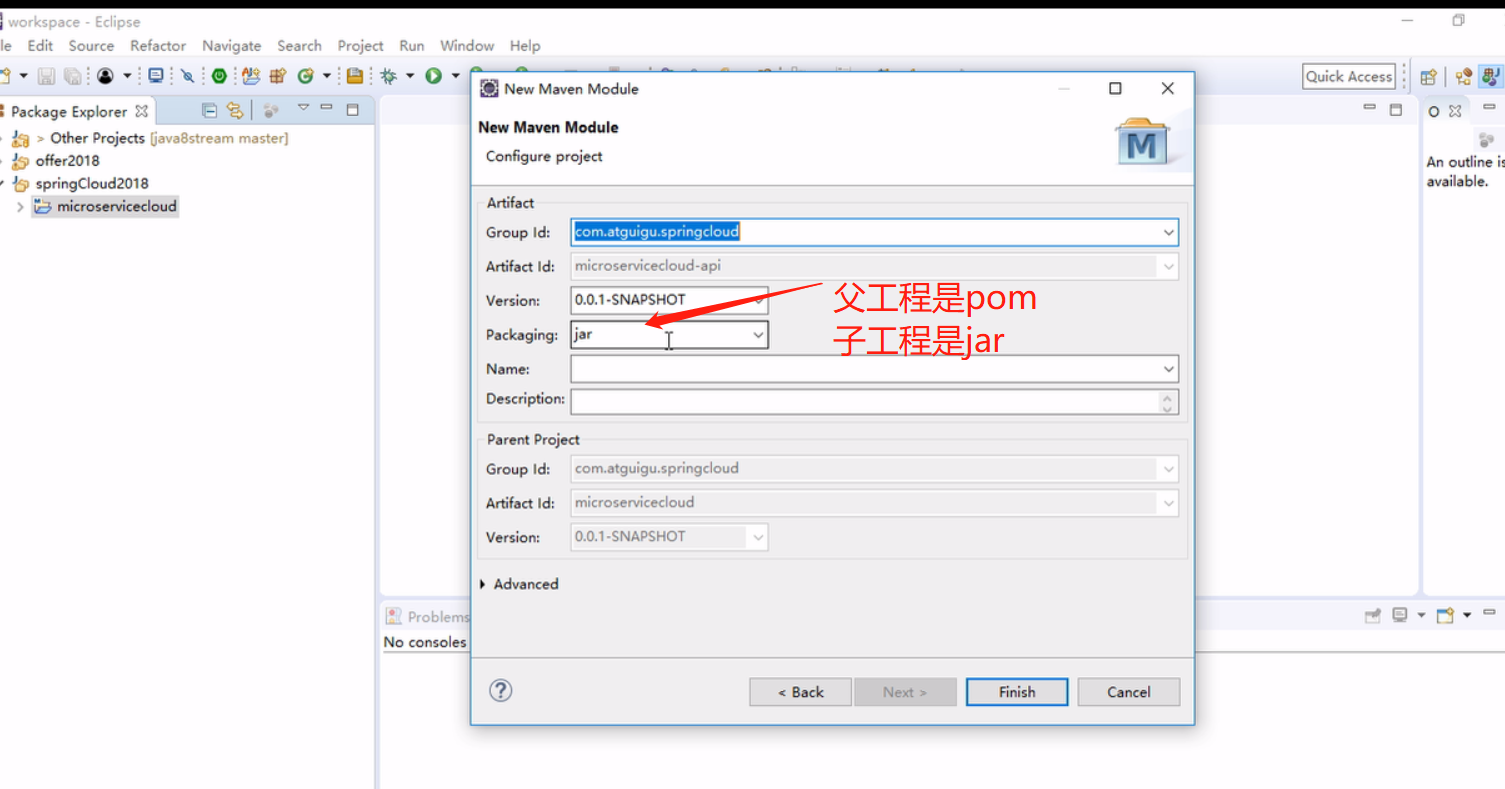 workspace - Eclipse
le Edit Source Refactor Navigate Search Project Run Window Help
Quick Access
Package Explorer
> Other Projects [java8stream master]
offer2018
springCloud2018
microservicecloud
New Maven Module
New Maven Module
Configure project
M
Artifact
Group Id: com.atguigu.springcloud
Artifact Id: microservicecloud-api
Version: 0.0.1-SNAPSHOT
Packaging: jar
Name:
Description:
父工程是pom
子工程是jar
Parent Project
Group Id: com.atguigu.springcloud
Artifact Id: microservicecloud
Version: 0.0.1-SNAPSHOT
Advanced
? < Back Next > Finish Cancel
Problems
No consoles
O
An outline is
available.